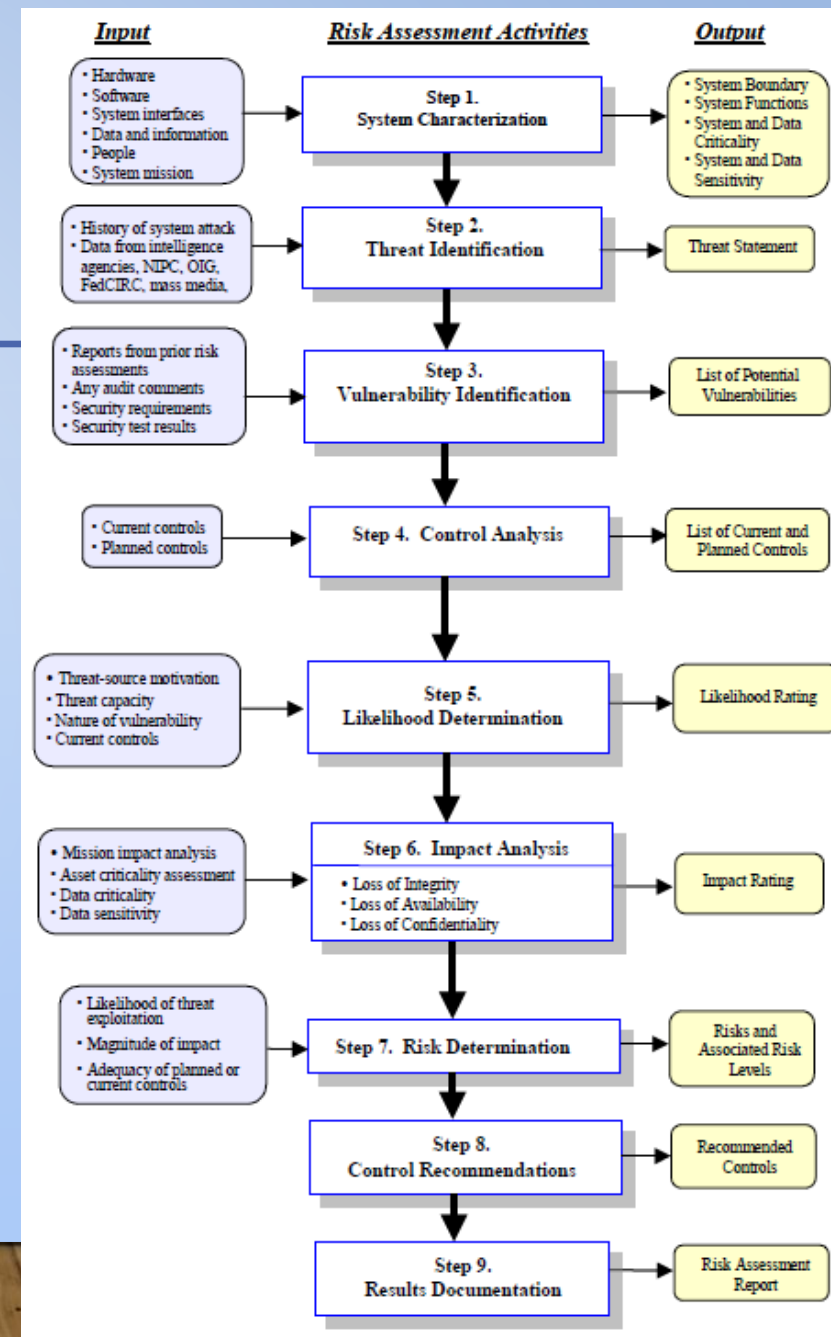 Input
Risk Assessment Activities
Output
• Hardware
• Software
• System interfaces
• Data and information
• People
• System mission
Step 1.
System Characterization
• System Boundary
• System Functions
• System and Data
Criticality
• System and Data
Sensitivity
• History of system attack
• Data from intelligence
agencies, NIPC, OIG,
FedCIRC, mass media,
Step 2.
Threat Identification
Threat Statement
• Reports from prior risk
assessments
• Any audit comments
• Security requirements
• Security test results
Step 3.
Vulnerability Identification
List of Potential
Vulnerabilities
• Current controls
• Planned controls
Step 4. Control Analysis
List of Current and
Planned Controls
• Threat-source motivation
• Threat capacity
• Nature of vulnerability
• Current controls
Step 5.
Likelihood Determination
Likelihood Rating
• Mission impact analysis
• Asset criticality assessment
• Data criticality
• Data sensitivity
Step 6. Impact Analysis
• Loss of Integrity
• Loss of Availability
• Loss of Confidentiality
Impact Rating
• Likelihood of threat
exploitation
• Magnitude of impact
• Adequacy of planned or
current controls
Step 7. Risk Determination
Risks and
Associated Risk
Levels
Step 8.
Control Recommendations
Recommended
Controls
Step 9.
Results Documentation
Risk Assessment
Report